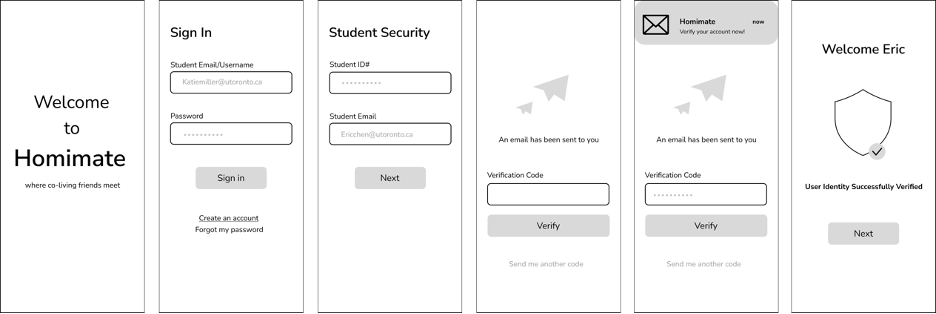 Welcome
to
Homimate
where co-living friends meet
Sign In
Student Email/Username
Katiemiller@utoronto.ca
Password
Sign in
Create an account
Forgot my password
Student Security
Student ID#
Student Email
Ericchen@utoronto.ca
Next
An email has been sent to you
Verification Code
Verify
Send me another code
Homimate
now
Verify your account now!
An email has been sent to you
Verification Code
Verify
Send me another code
Welcome Eric
User Identity Successfully Verified
Next